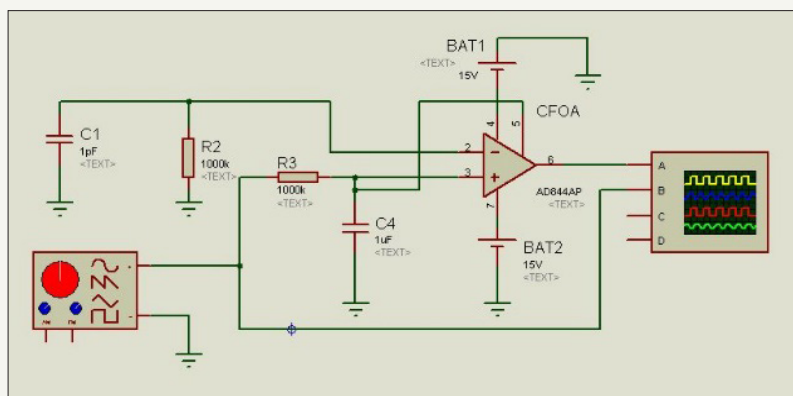 BAT1
<TEXT>
15V
CFOA
4
5
C1
1pF
<TEXT>
R2
1000k
<TEXT>
R3
1000k
<TEXT>
2
3
6
7
AD844AP
<TEXT>
C4
1uF
<TEXT>
BAT2
15V
<TEXT>
A
B
C
D